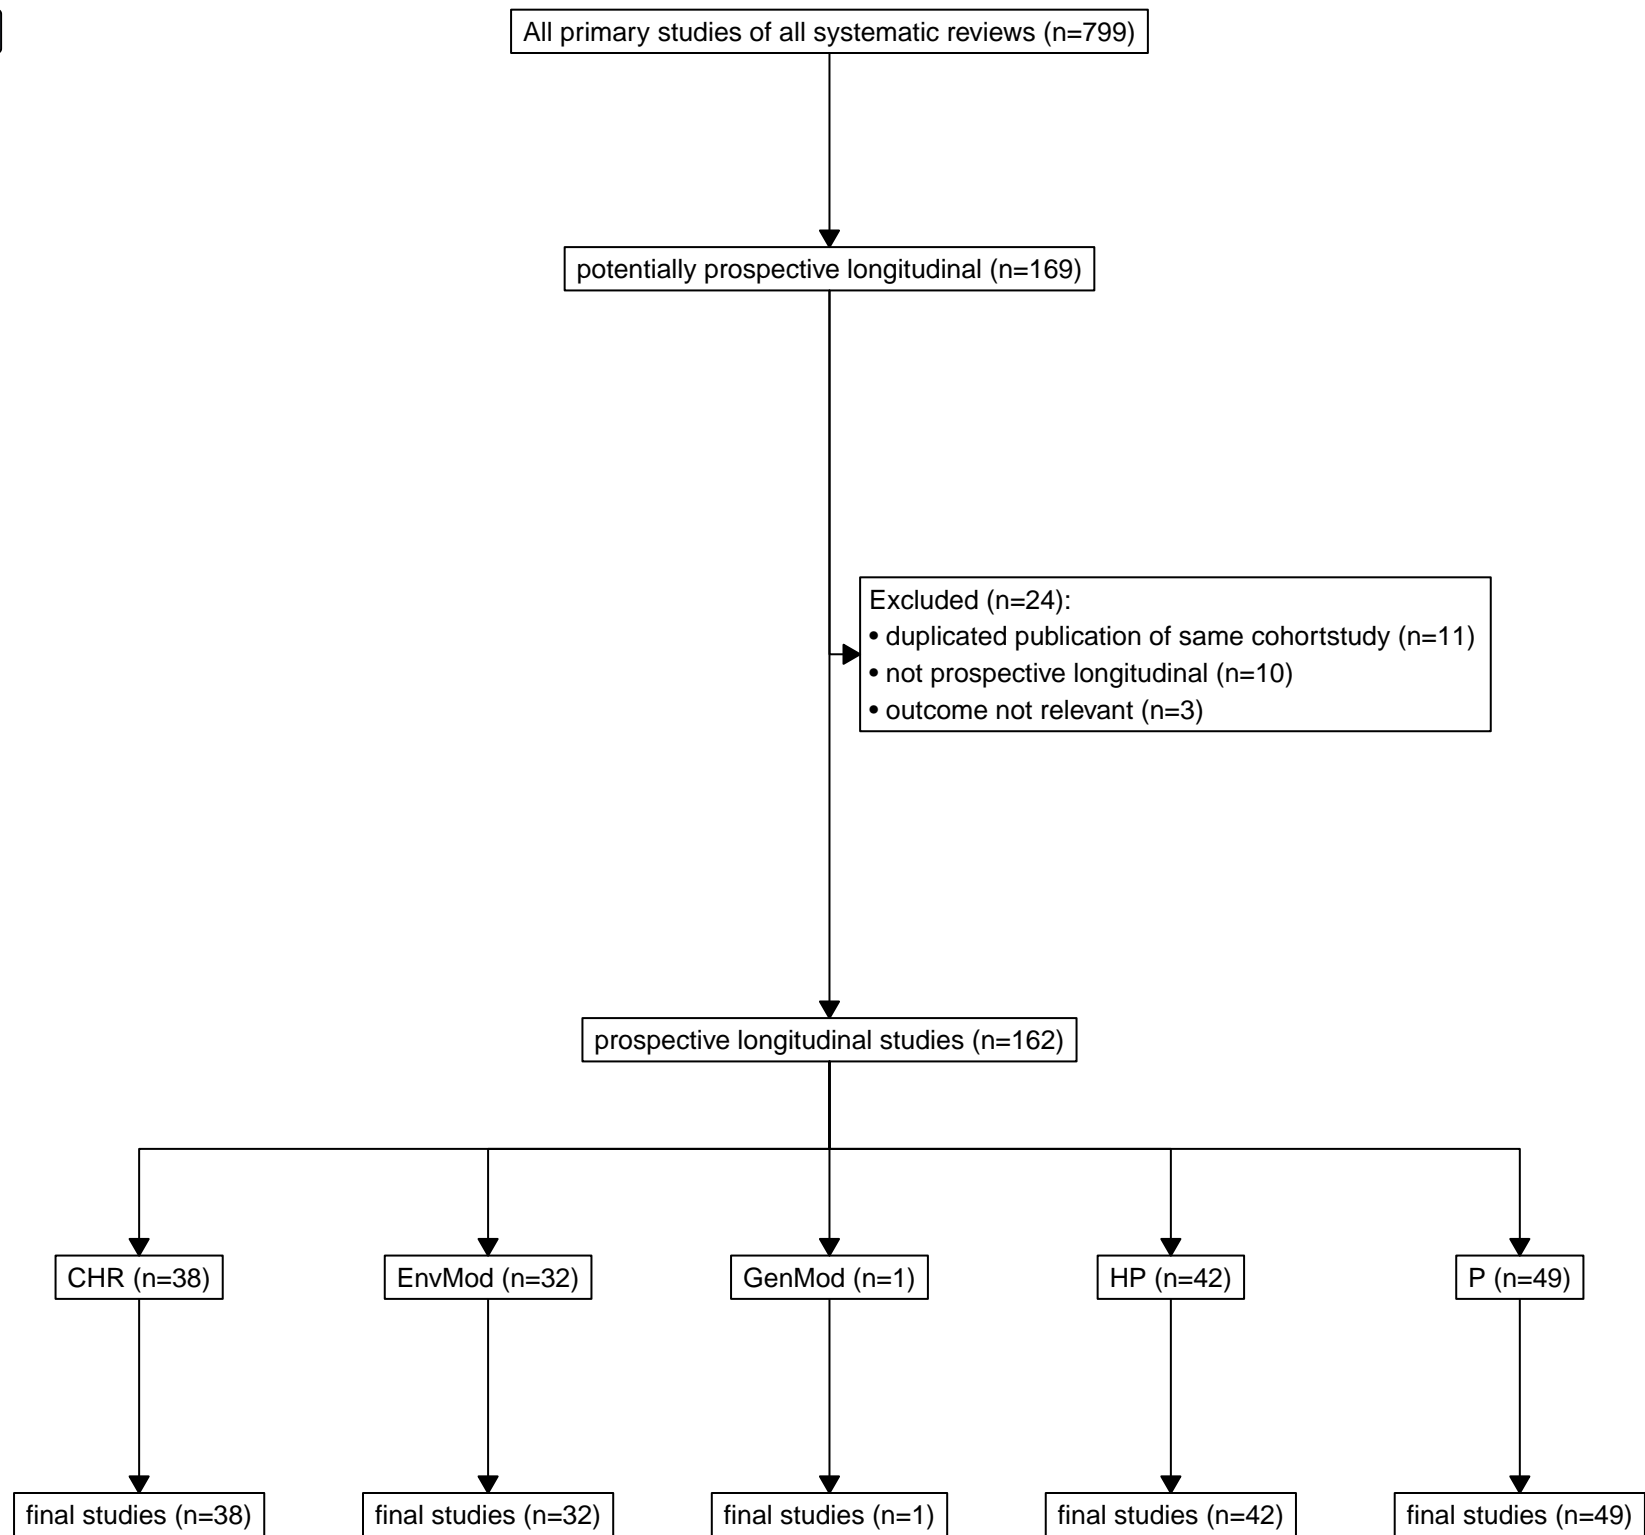 All primary studies of all systematic reviews (n=799)
potentially prospective longitudinal (n=169)
Excluded (n=24):
• duplicated publication of same cohortstudy (n=11)
• not prospective longitudinal (n=10)
• outcome not relevant (n=3)
prospective longitudinal studies (n=162)
CHR (n=38)
EnvMod (n=32)
GenMod (n=1)
HP (n=42)
P (n=49)
final studies (n=38)
final studies (n=32)
final studies (n=1)
final studies (n=42)
final studies (n=49)